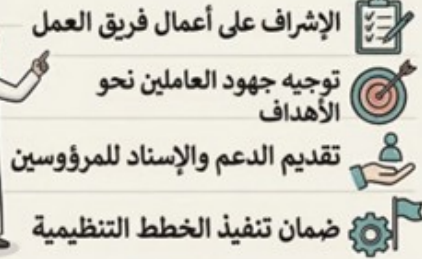 الإشراف على أعمال فريق العمل
توجيه جهود العاملين نحو
الأهداف
تقديم الدعم والإسناد للمرؤوسين
ضمان تنفيذ الخطط التنظيمية